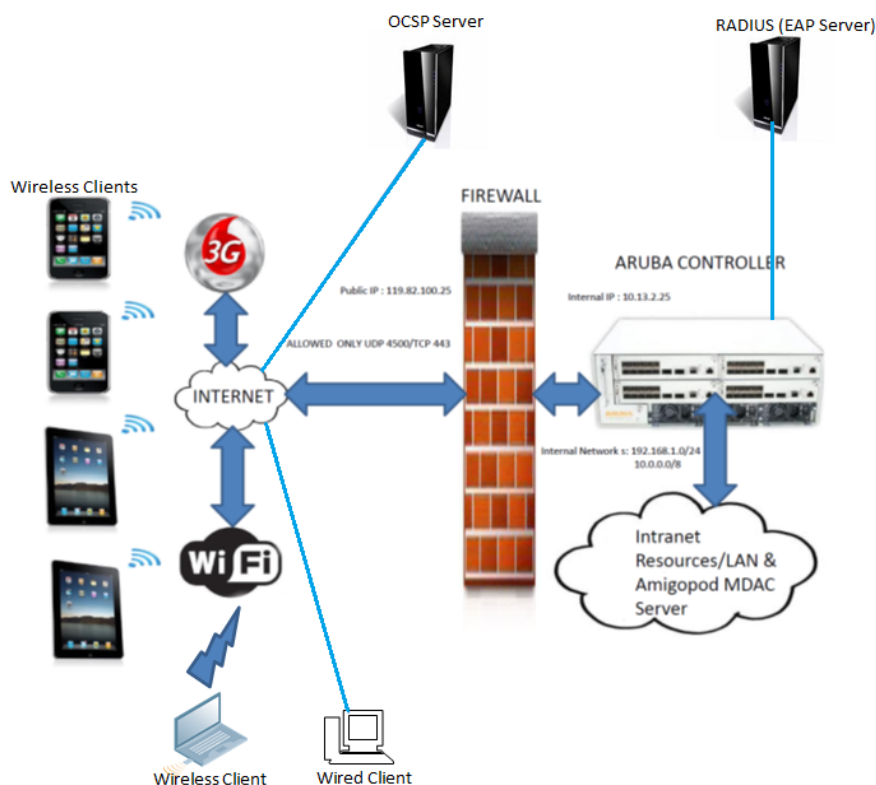 OCSP Server
RADIUS (EAP Server)
Wireless Clients
FIREWALL
3G
ARUBA CONTROLLER
Public IP : 119.82.100.25
Internal IP : 10.13.2.25
ALLOWED ONLY UDP 4500/TCP 443
INTERNET
Internal Network s: 192.168.1.0/24
10.0.0.0/8
Wi Fi
Intranet
Resources/LAN &
Amigopod MDAC
Server
Wireless Client
Wired Client